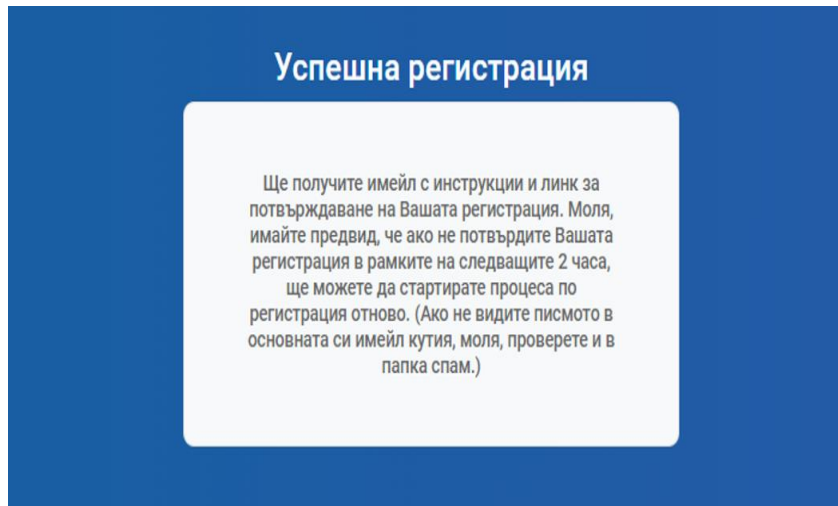 Успешна регистрация
Ще получите имейл с инструкции и линк за
потвърждаване на Вашата регистрация. Моля,
имайте предвид, че ако не потвърдите Вашата
регистрация в рамките на следващите 2 часа,
ще можете да стартирате процеса по
регистрация отново. (Ако не видите писмото в
основната си имейл кутия, моля, проверете и в
папка спам.)